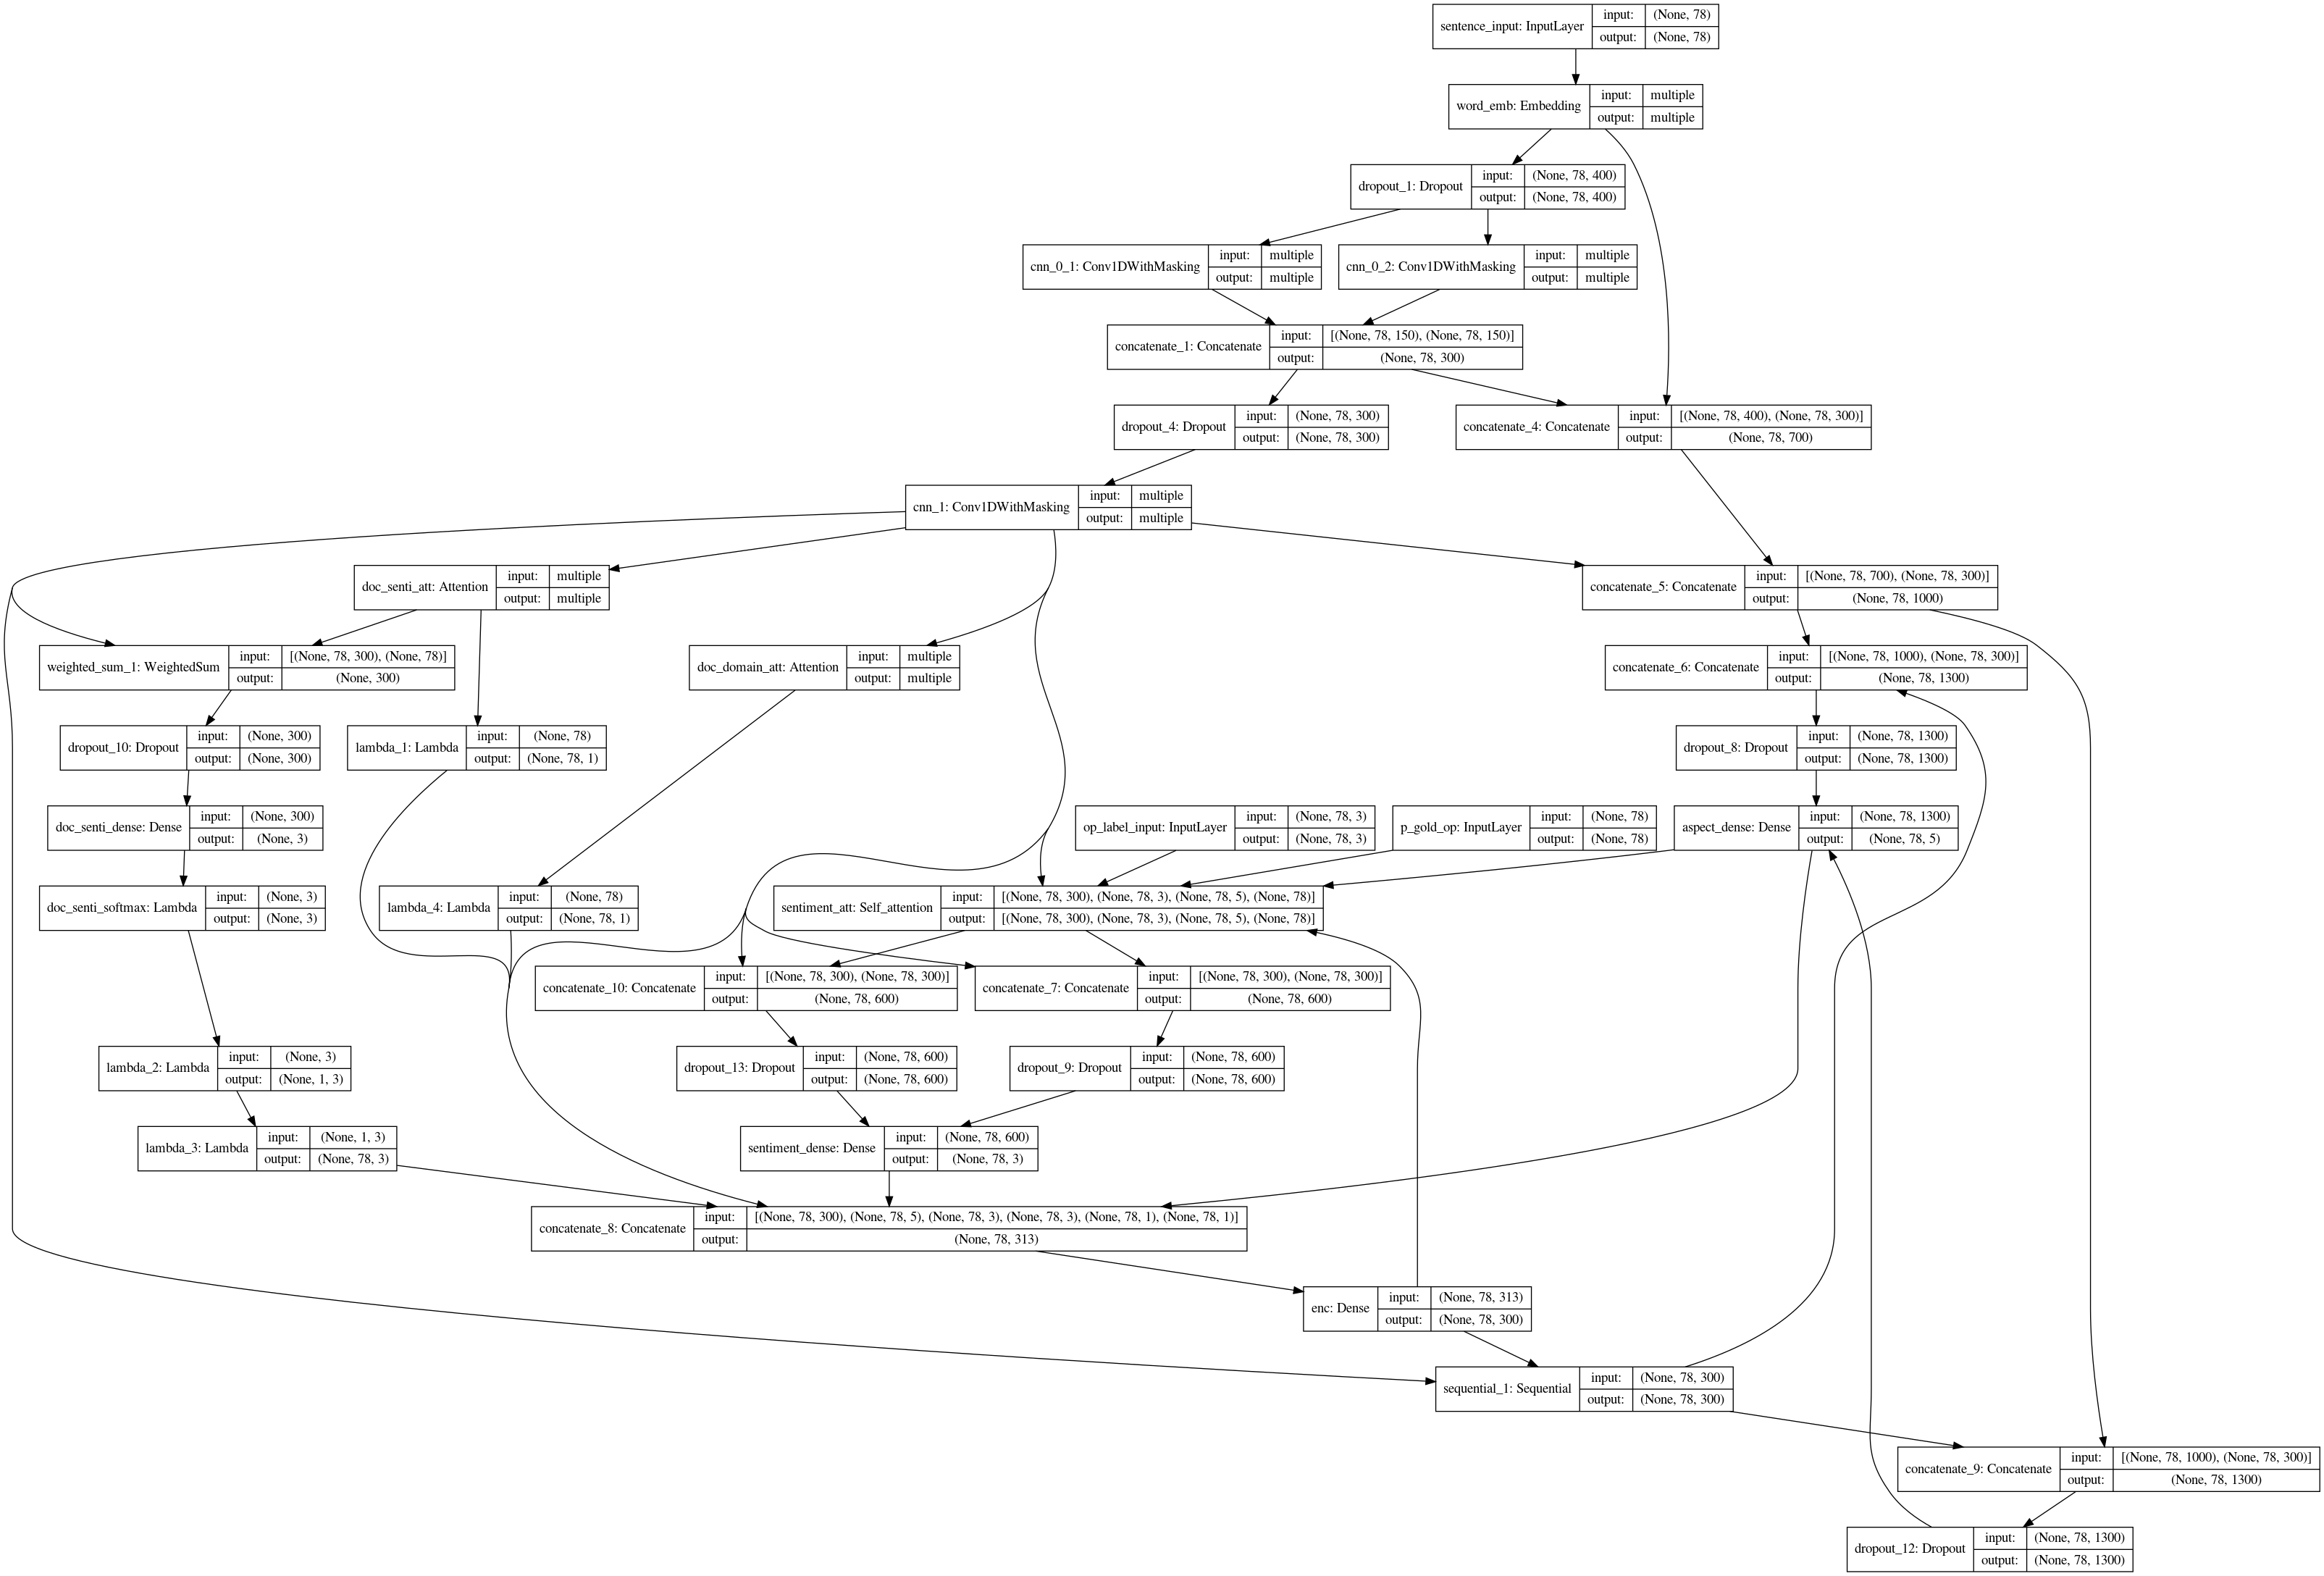 sentence_input: InputLayer
input: (None, 78)
output: (None, 78)
word_emb: Embedding
input: multiple
output: multiple
dropout_1: Dropout
input: (None, 78, 400)
output: (None, 78, 400)
cnn_0_1: Conv1DWithMasking
input: multiple
output: multiple
cnn_0_2: Conv1DWithMasking
input: multiple
output: multiple
concatenate_1: Concatenate
input: [(None, 78, 150), (None, 78, 150)]
output: (None, 78, 300)
dropout_4: Dropout
input: (None, 78, 300)
output: (None, 78, 300)
concatenate_4: Concatenate
input: [(None, 78, 400), (None, 78, 300)]
output: (None, 78, 700)
cnn_1: Conv1DWithMasking
input: multiple
output: multiple
doc_senti_att: Attention
input: multiple
output: multiple
concatenate_5: Concatenate
input: [(None, 78, 700), (None, 78, 300)]
output: (None, 78, 1000)
weighted_sum_1: WeightedSum
input: [(None, 78, 300), (None, 78)]
output: (None, 300)
doc_domain_att: Attention
input: multiple
output: multiple
concatenate_6: Concatenate
input: [(None, 78, 1000), (None, 78, 300)]
output: (None, 78, 1300)
dropout_10: Dropout
input: (None, 300)
output: (None, 300)
lambda_1: Lambda
input: (None, 78)
output: (None, 78, 1)
dropout_8: Dropout
input: (None, 78, 1300)
output: (None, 78, 1300)
doc_senti_dense: Dense
input: (None, 300)
output: (None, 3)
op_label_input: InputLayer
input: (None, 78, 3)
output: (None, 78, 3)
p_gold_op: InputLayer
input: (None, 78)
output: (None, 78)
aspect_dense: Dense
input: (None, 78, 1300)
output: (None, 78, 5)
doc_senti_softmax: Lambda
input: (None, 3)
output: (None, 3)
lambda_4: Lambda
input: (None, 78)
output: (None, 78, 1)
sentiment_att: Self_attention
input: [(None, 78, 300), (None, 78, 3), (None, 78, 5), (None, 78)]
output: [(None, 78, 300), (None, 78, 3), (None, 78, 5), (None, 78)]
concatenate_10: Concatenate
input: [(None, 78, 300), (None, 78, 300)]
output: (None, 78, 600)
concatenate_7: Concatenate
input: [(None, 78, 300), (None, 78, 300)]
output: (None, 78, 600)
lambda_2: Lambda
input: (None, 3)
output: (None, 1, 3)
dropout_13: Dropout
input: (None, 78, 600)
output: (None, 78, 600)
dropout_9: Dropout
input: (None, 78, 600)
output: (None, 78, 600)
lambda_3: Lambda
input: (None, 1, 3)
output: (None, 78, 3)
sentiment_dense: Dense
input: (None, 78, 600)
output: (None, 78, 3)
concatenate_8: Concatenate
input: [(None, 78, 300), (None, 78, 5), (None, 78, 3), (None, 78, 3), (None, 78, 1), (None, 78, 1)]
output: (None, 78, 313)
enc: Dense
input: (None, 78, 313)
output: (None, 78, 300)
sequential_1: Sequential
input: (None, 78, 300)
output: (None, 78, 300)
concatenate_9: Concatenate
input: [(None, 78, 1000), (None, 78, 300)]
output: (None, 78, 1300)
dropout_12: Dropout
input: (None, 78, 1300)
output: (None, 78, 1300)